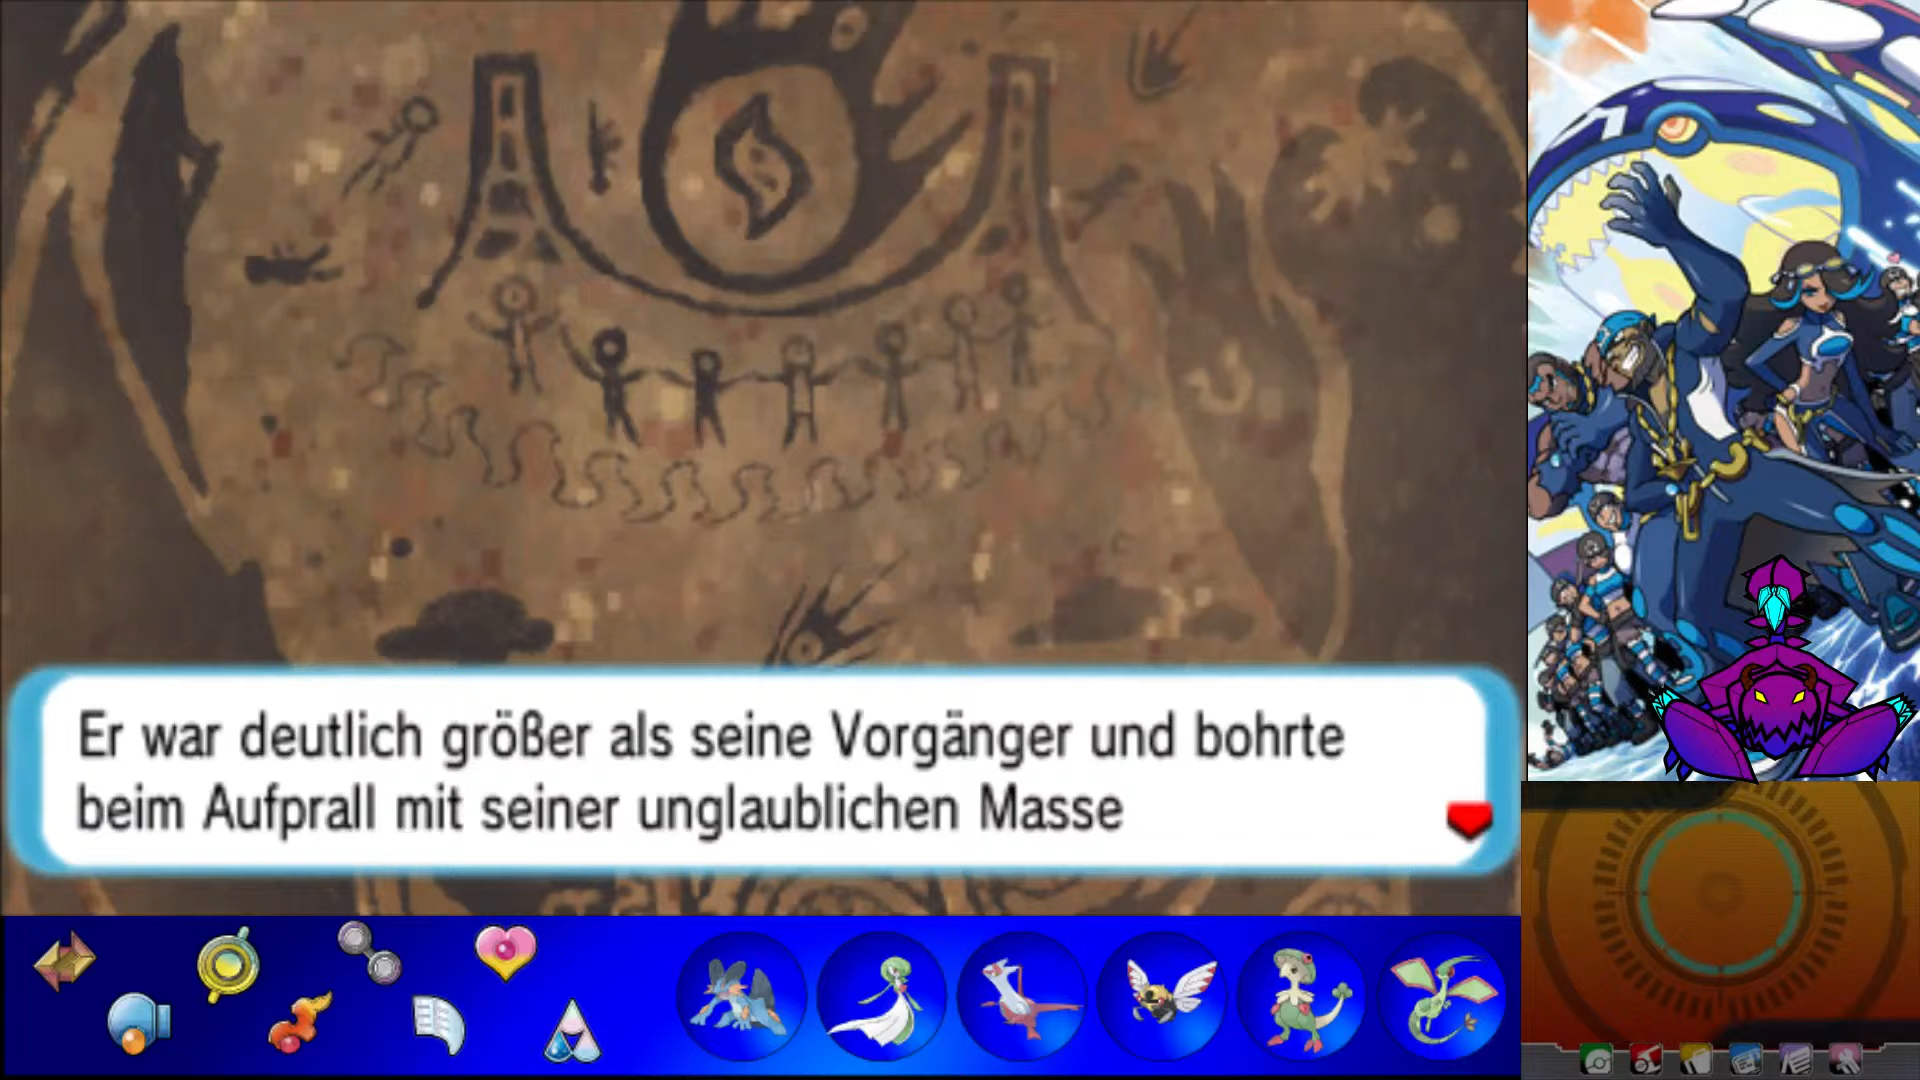 Er war deutlich größer als seine Vorgänger und bohrte
beim Aufprall mit seiner unglaublichen Masse